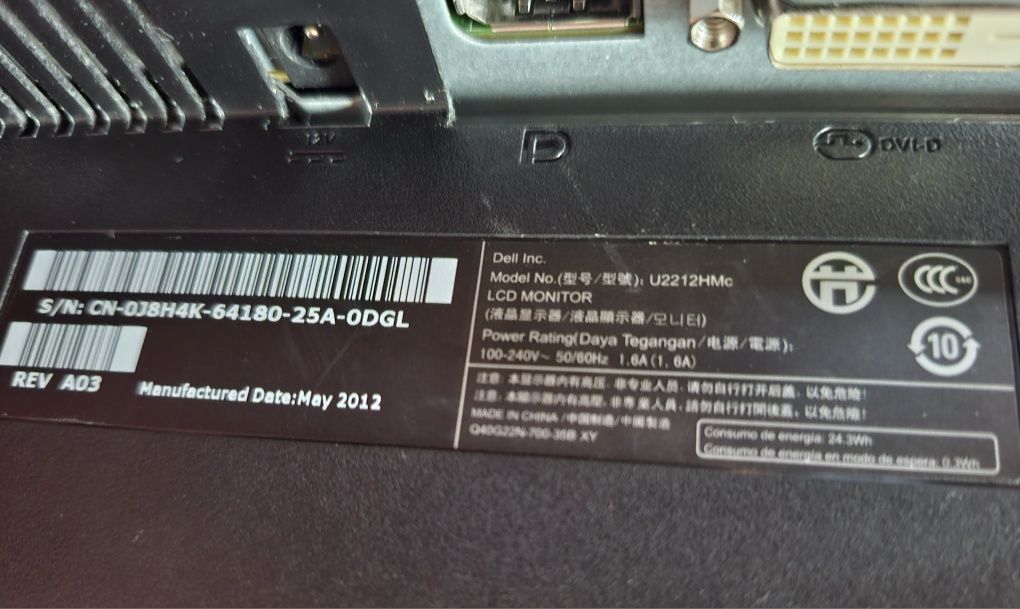 DVI-D
S/N: CN-0J8H4K-64180-25A-0DGL
REV A03
Manufactured Date:May 2012
Dell Inc.
Model No.(型号/型號): U2212HMc
LCD MONITOR
(液晶显示器/液晶顯示器/모니터)
Power Rating(Daya Tegangan/电源/電源):
100-240V~ 50/60Hz 1.6A(1.6A)
注意: 本显示器内有高压, 非专业人员, 请勿自行打开后盖, 以免危险!
注意: 本顯示器内有高壓, 非專業人員, 請勿自行打開後蓋, 以免危險!
MADE IN CHINA/中国制造/中國製造
XY
Consumo de energía: 24.3Wh
Consumo de energía en modo de espera: 0.3Wh
CCC
10